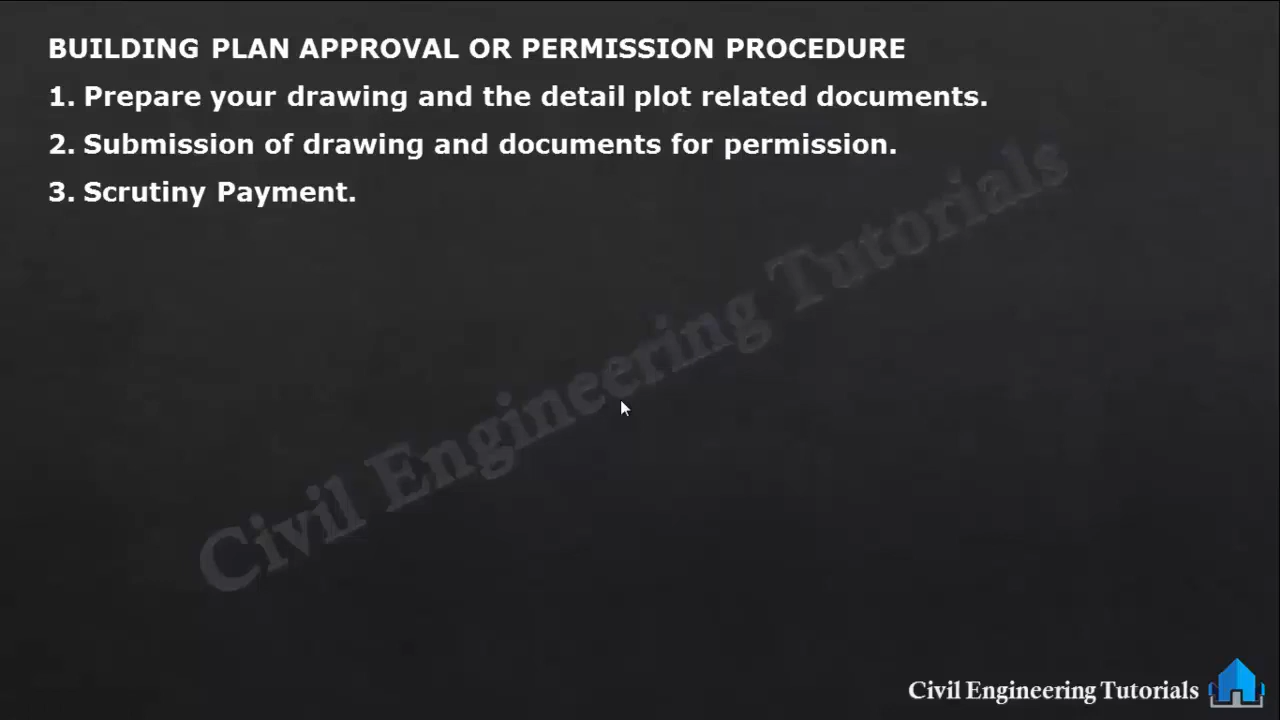 BUILDING PLAN APPROVAL OR PERMISSION PROCEDURE
1. Prepare your drawing and the detail plot related documents.
2. Submission of drawing and documents for permission.
3. Scrutiny Payment.
Civil Engineering Tutorials
Civil Engineering Tutorials